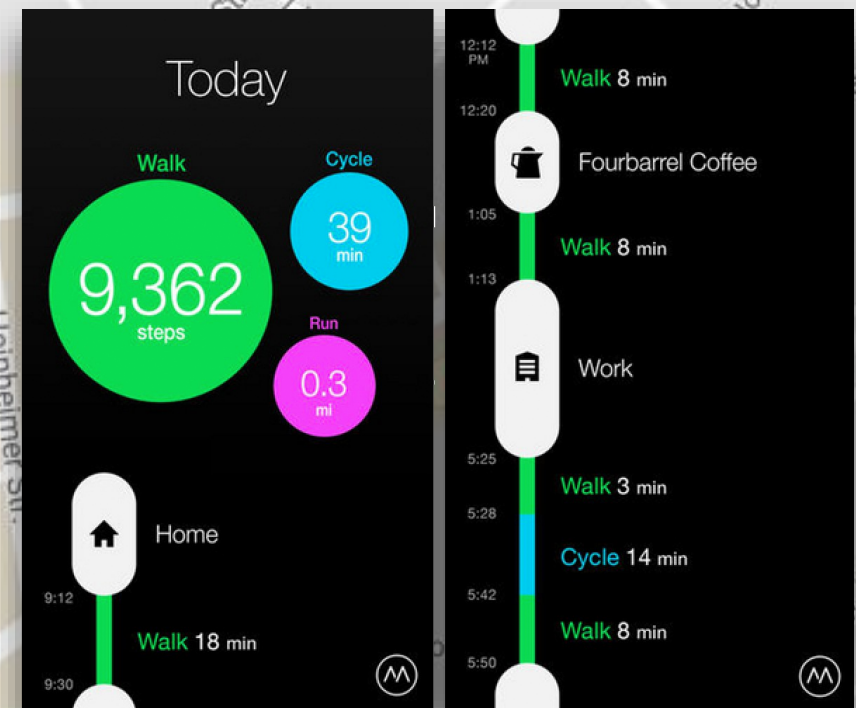 Today
Walk
9,362
steps
Cycle
39
min
Run
0.3
mi
Home
9:12
Walk 18 min
9:30
12:12
PM
Walk 8 min
12:20
Fourbarrel Coffee
1:05
Walk 8 min
1:13
Work
5:25
Walk 3 min
5:28
Cycle 14 min
5:42
Walk 8 min
5:50